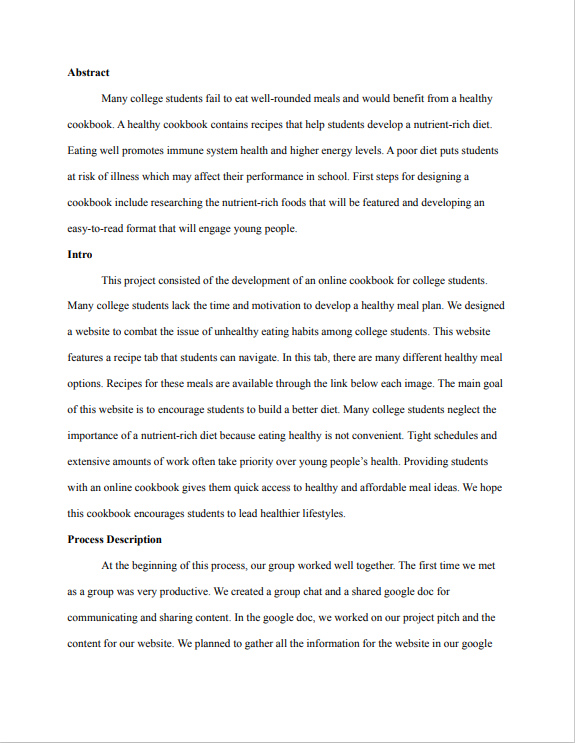 Abstract
Many college students fail to eat well-rounded meals and would benefit from a healthy
cookbook. A healthy cookbook contains recipes that help students develop a nutrient-rich diet.
Eating well promotes immune system health and higher energy levels. A poor diet puts students
at risk of illness which may affect their performance in school. First steps for designing a
cookbook include researching the nutrient-rich foods that will be featured and developing an
easy-to-read format that will engage young people.
Intro
This project consisted of the development of an online cookbook for college students.
Many college students lack the time and motivation to develop a healthy meal plan. We designed
a website to combat the issue of unhealthy eating habits among college students. This website
features a recipe tab that students can navigate. In this tab, there are many different healthy meal
options. Recipes for these meals are available through the link below each image. The main goal
of this website is to encourage students to build a better diet. Many college students neglect the
importance of a nutrient-rich diet because eating healthy is not convenient. Tight schedules and
extensive amounts of work often take priority over young people’s health. Providing students
with an online cookbook gives them quick access to healthy and affordable meal ideas. We hope
this cookbook encourages students to lead healthier lifestyles.
Process Description
At the beginning of this process, our group worked well together. The first time we met
as a group was very productive. We created a group chat and a shared google doc for
communicating and sharing content. In the google doc, we worked on our project pitch and the
content for our website. We planned to gather all the information for the website in our google